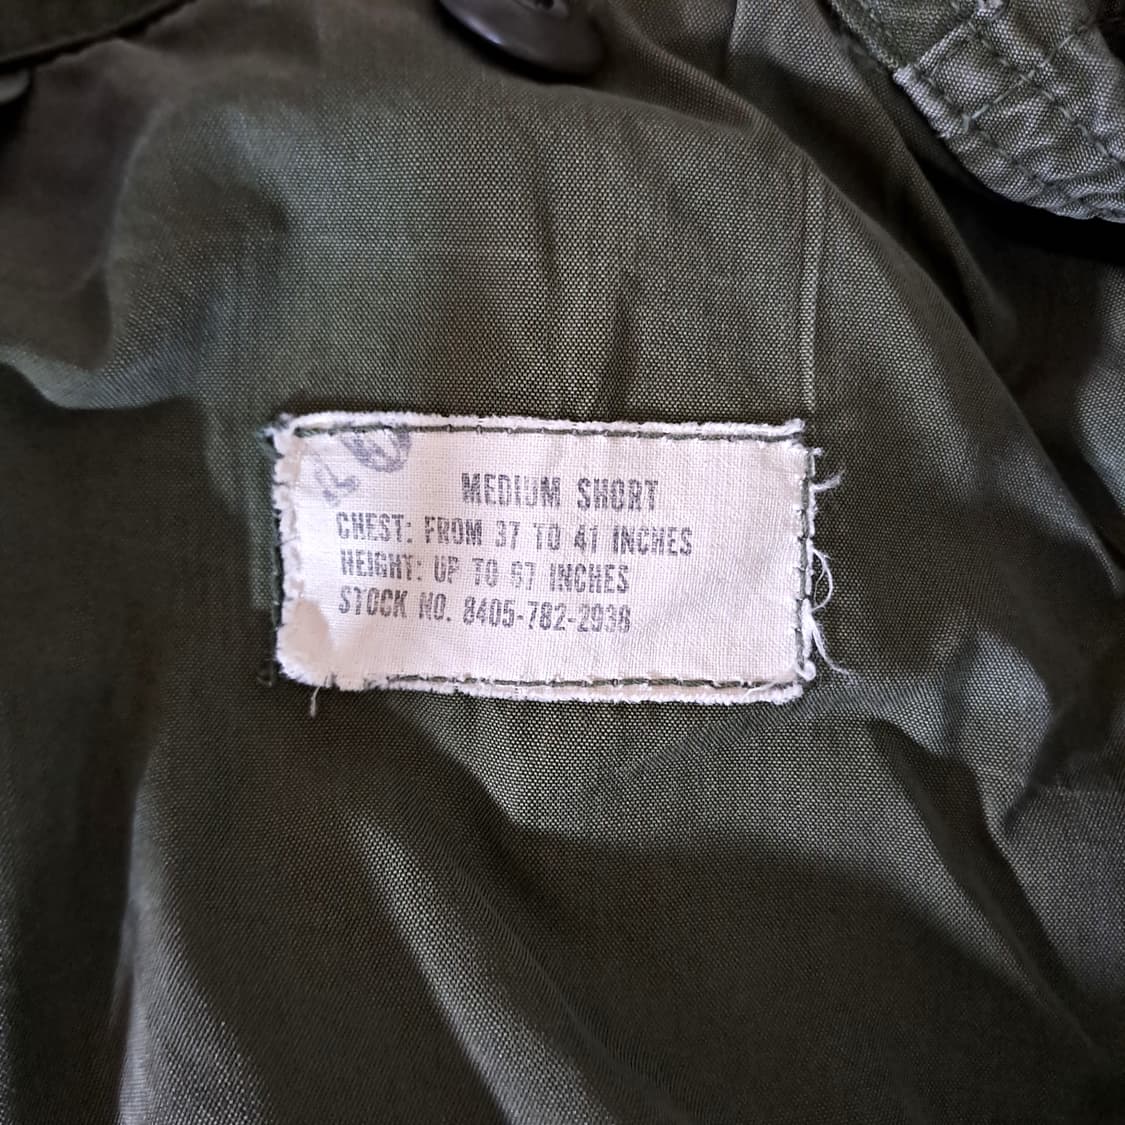 MEDIUM SHORT
CHEST: FROM 37 TO 41 INCHES
HEIGHT: UP TO 67 INCHES
STOCK NO. 8405-782-2938